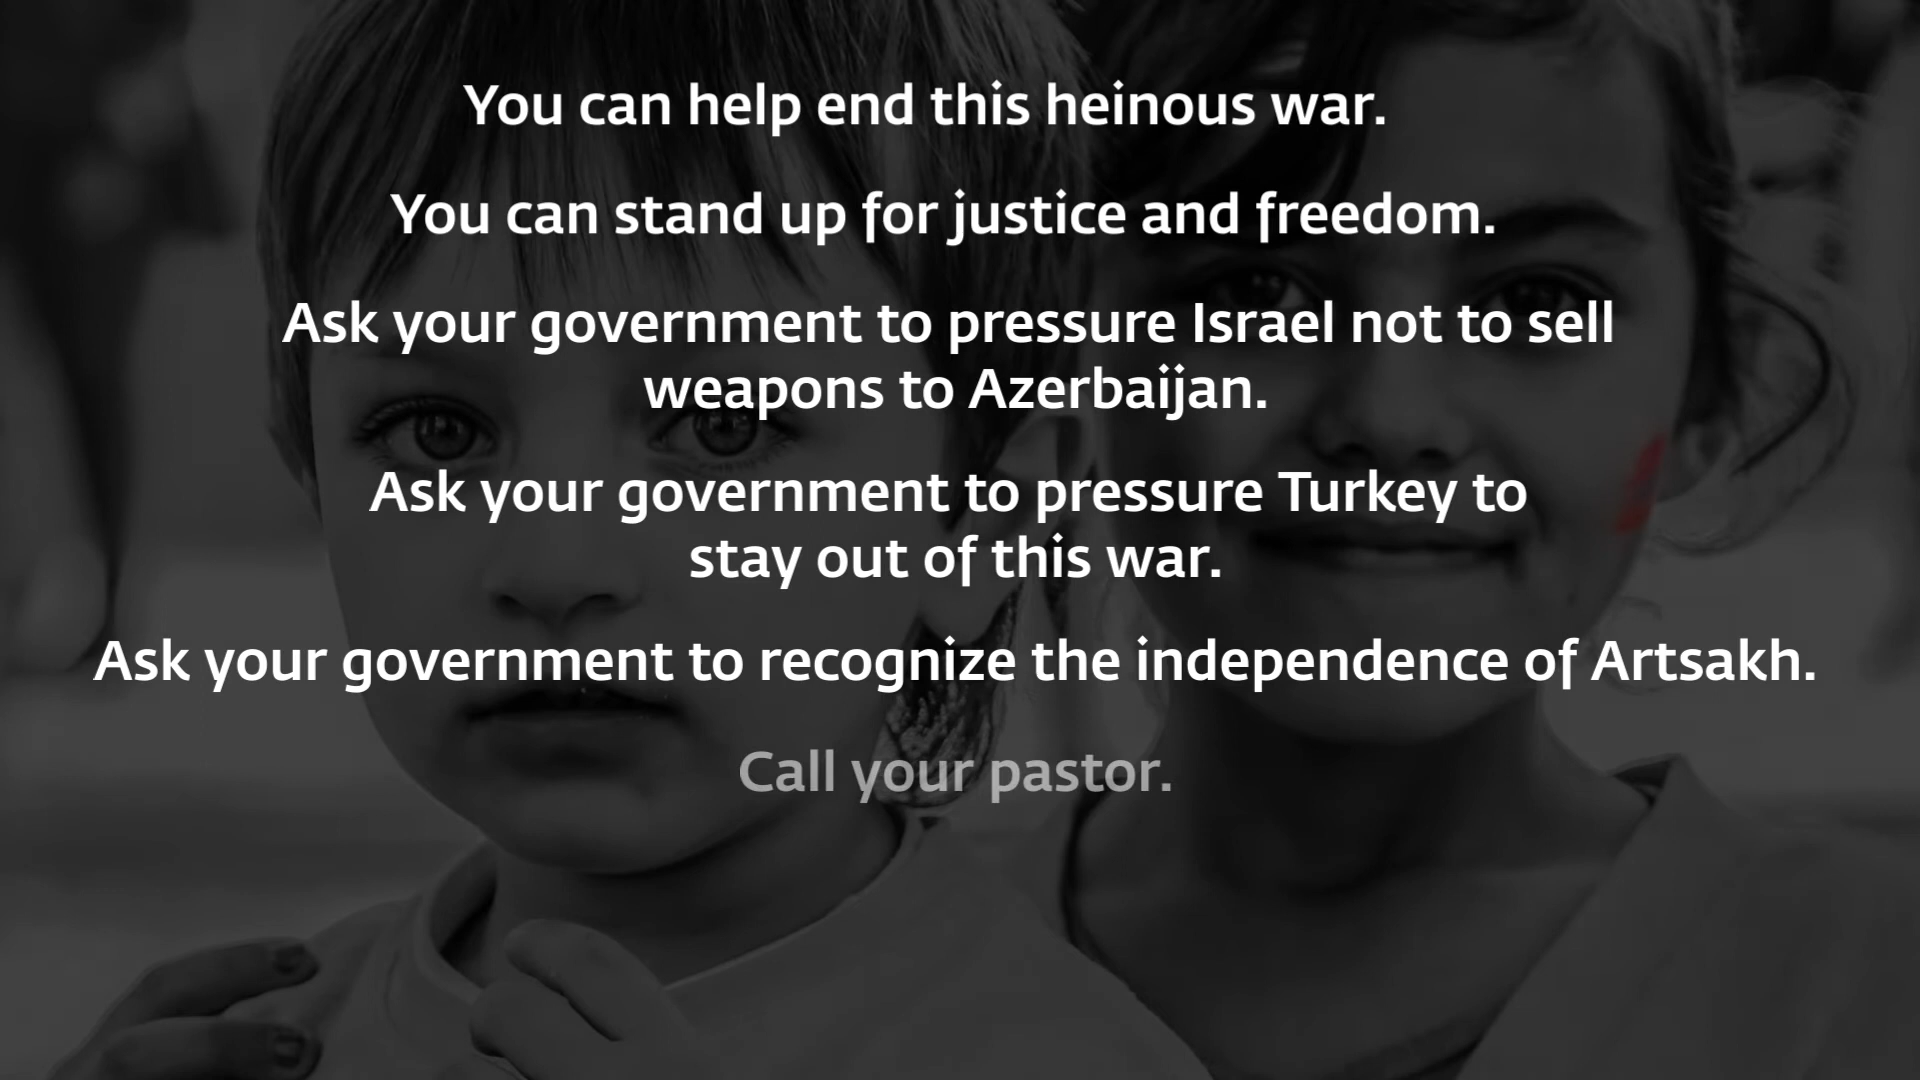 You can help end this heinous war.
You can stand up for justice and freedom.
Ask your government to pressure Israel not to sell
weapons to Azerbaijan.
Ask your government to pressure Turkey to
stay out of this war.
Ask your government to recognize the independence of Artsakh.
Call your pastor.